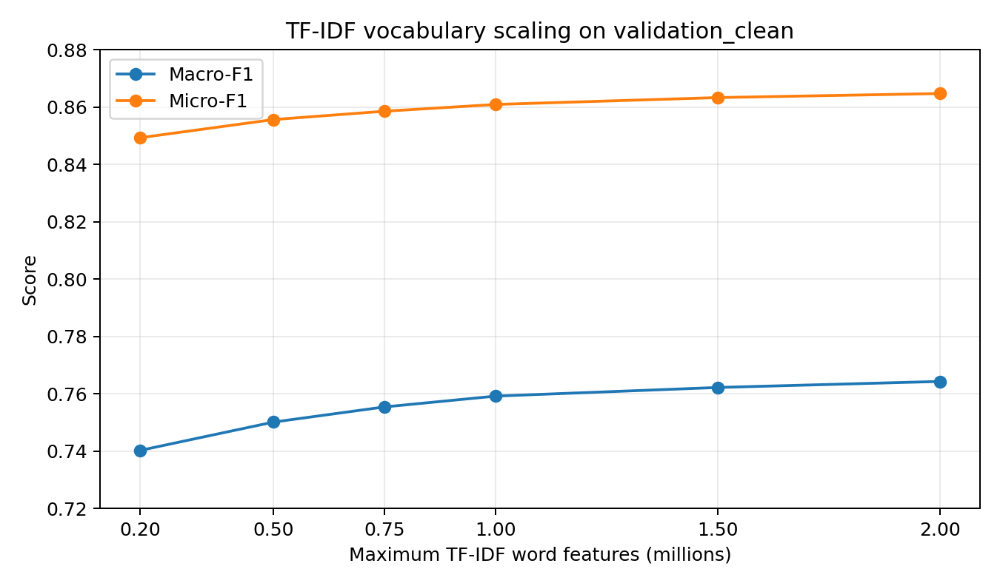 TF-IDF vocabulary scaling on validation_clean
Macro-F1
Micro-F1
0.88
0.86
0.84
0.82
0.80
0.78
0.76
0.74
0.72
Score
0.20 0.50 0.75 1.00 1.50 2.00
Maximum TF-IDF word features (millions)